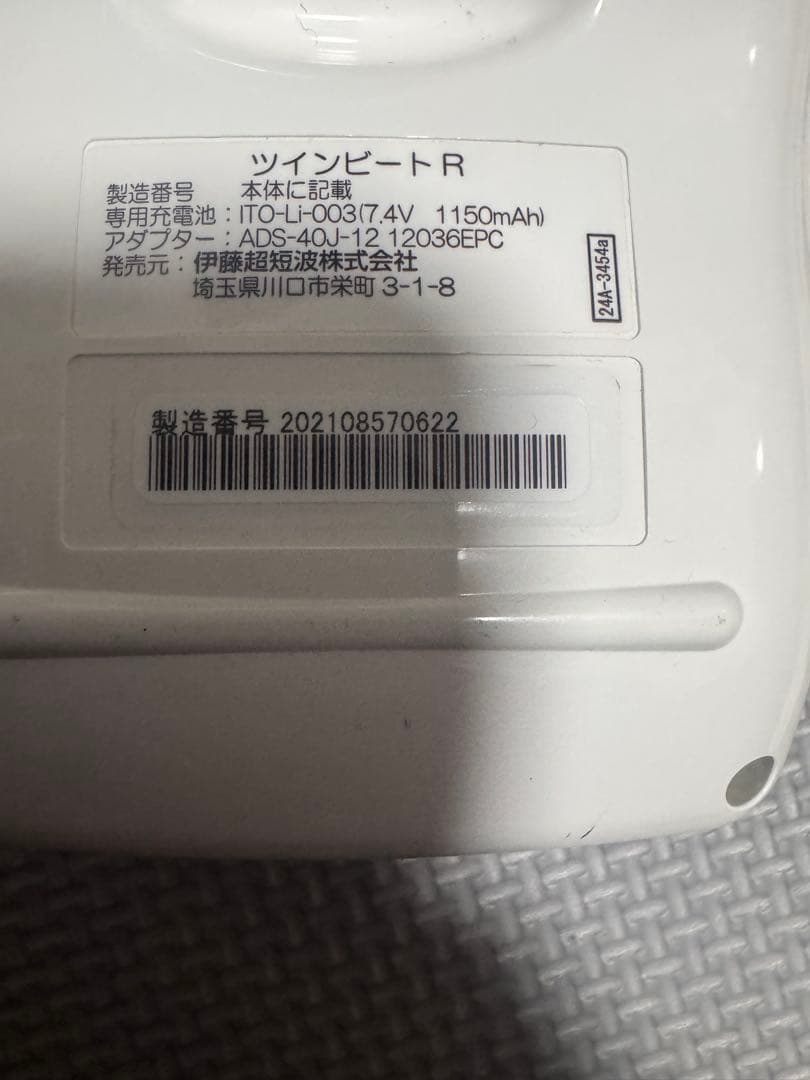 ツインビート R
製造番号　本体に記載
専用充電池：ITO-Li-003(7.4V　1150mAh)
アダプター：ADS-40J-12 12036EPC
発売元：伊藤超短波株式会社
埼玉県川口市栄町 3-1-8
24A-3454a
製造番号 202108570622